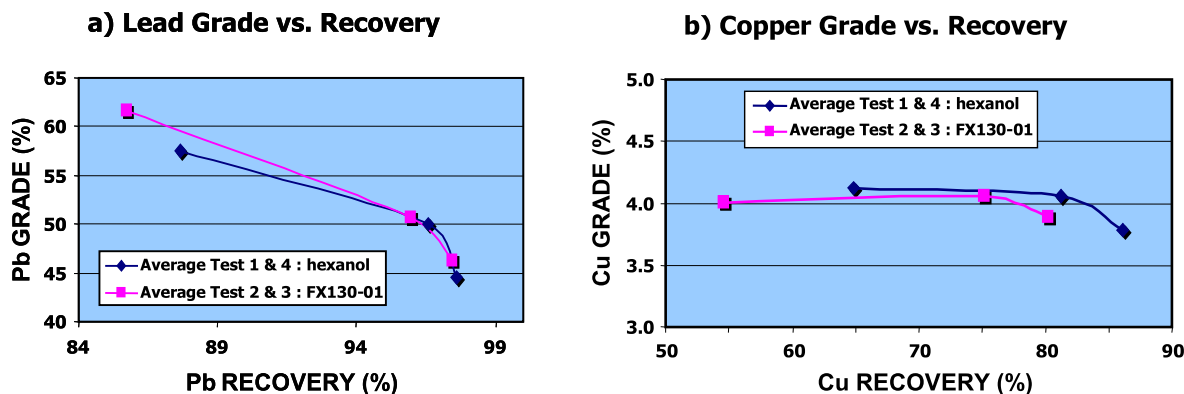 a) Lead Grade vs. Recovery
65
60
55
50
45
40
84
89
94
99
Pb GRADE (%)
Pb RECOVERY (%)
Average Test 1 & 4 : hexanol
Average Test 2 & 3 : FX130-01
b) Copper Grade vs. Recovery
5.0
4.5
4.0
3.5
3.0
50
60
70
80
90
Cu GRADE (%)
Cu RECOVERY (%)
Average Test 1 & 4 : hexanol
Average Test 2 & 3 : FX130-01